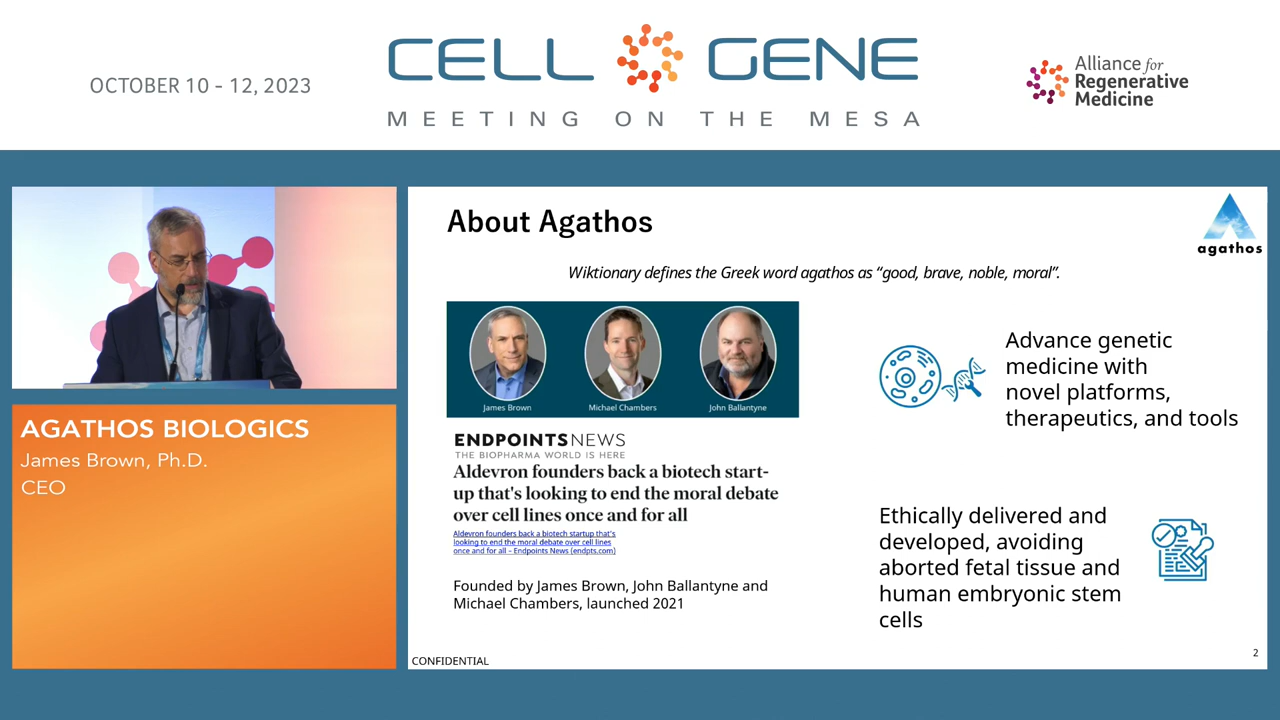 OCTOBER 10 - 12, 2023
CELL GENE
MEETING ON THE MESA
Alliance for
Regenerative
Medicine
AGATHOS BIOLOGICS
James Brown, Ph.D.
CEO
About Agathos
agathos
Wiktionary defines the Greek word agathos as “good, brave, noble, moral”.
James Brown
Michael Chambers
John Ballantyne
ENDPOINTS NEWS
THE BIOPHARMA WORLD IS HERE
Aldevron founders back a biotech start-
up that's looking to end the moral debate
over cell lines once and for all
Aldevron founders back a biotech startup that's
looking to end the moral debate over cell lines
once and for all – Endpoints News (endpts.com)
Founded by James Brown, John Ballantyne and
Michael Chambers, launched 2021
Advance genetic
medicine with
novel platforms,
therapeutics, and tools
Ethically delivered and
developed, avoiding
aborted fetal tissue and
human embryonic stem
cells
CONFIDENTIAL
2